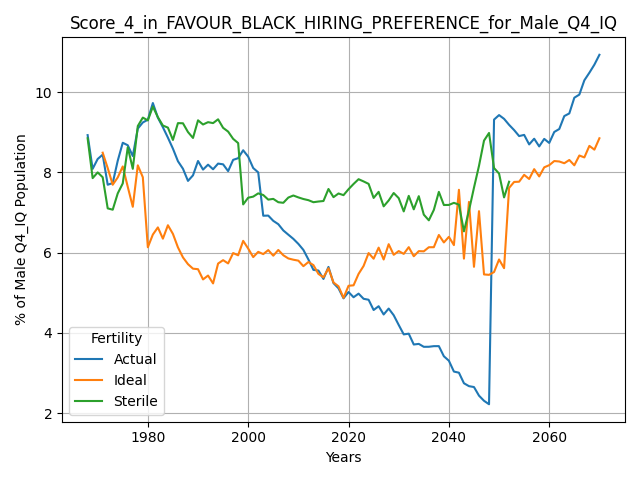 Score_4_in_FAVOUR_BLACK_HIRING_PREFERENCE_for_Male_Q4_IQ
% of Male Q4_IQ Population
10
8
6
4
2
Fertility
Actual
Ideal
Sterile
1980 2000 2020 2040 2060
Years